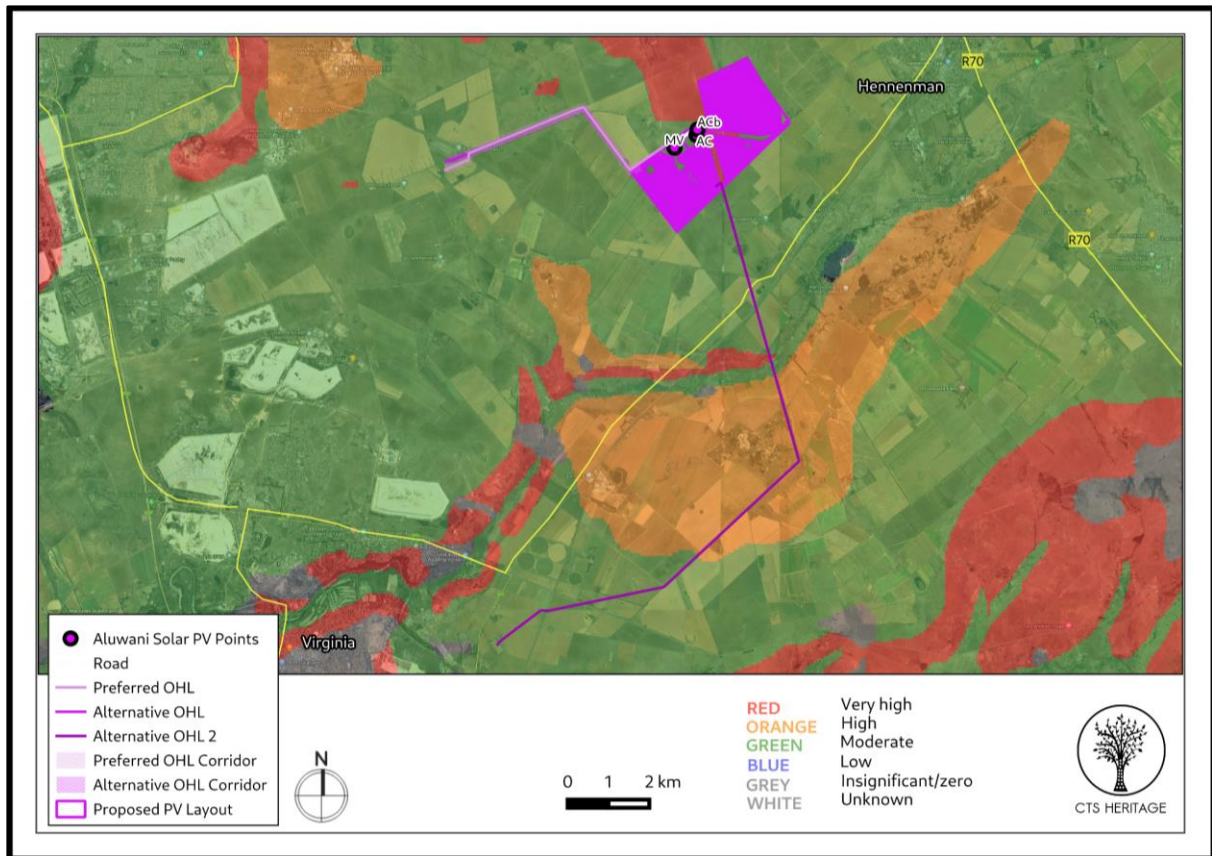 R70
Hennenman
ACb
MV
AC
R70
Virginia
Aluwani Solar PV Points
Road
Preferred OHL
Alternative OHL
Alternative OHL 2
Preferred OHL Corridor
Alternative OHL Corridor
Proposed PV Layout
N
0 1 2 km
RED Very high
ORANGE High
GREEN Moderate
BLUE Low
GREY Insignificant/zero
WHITE Unknown
CTS HERITAGE